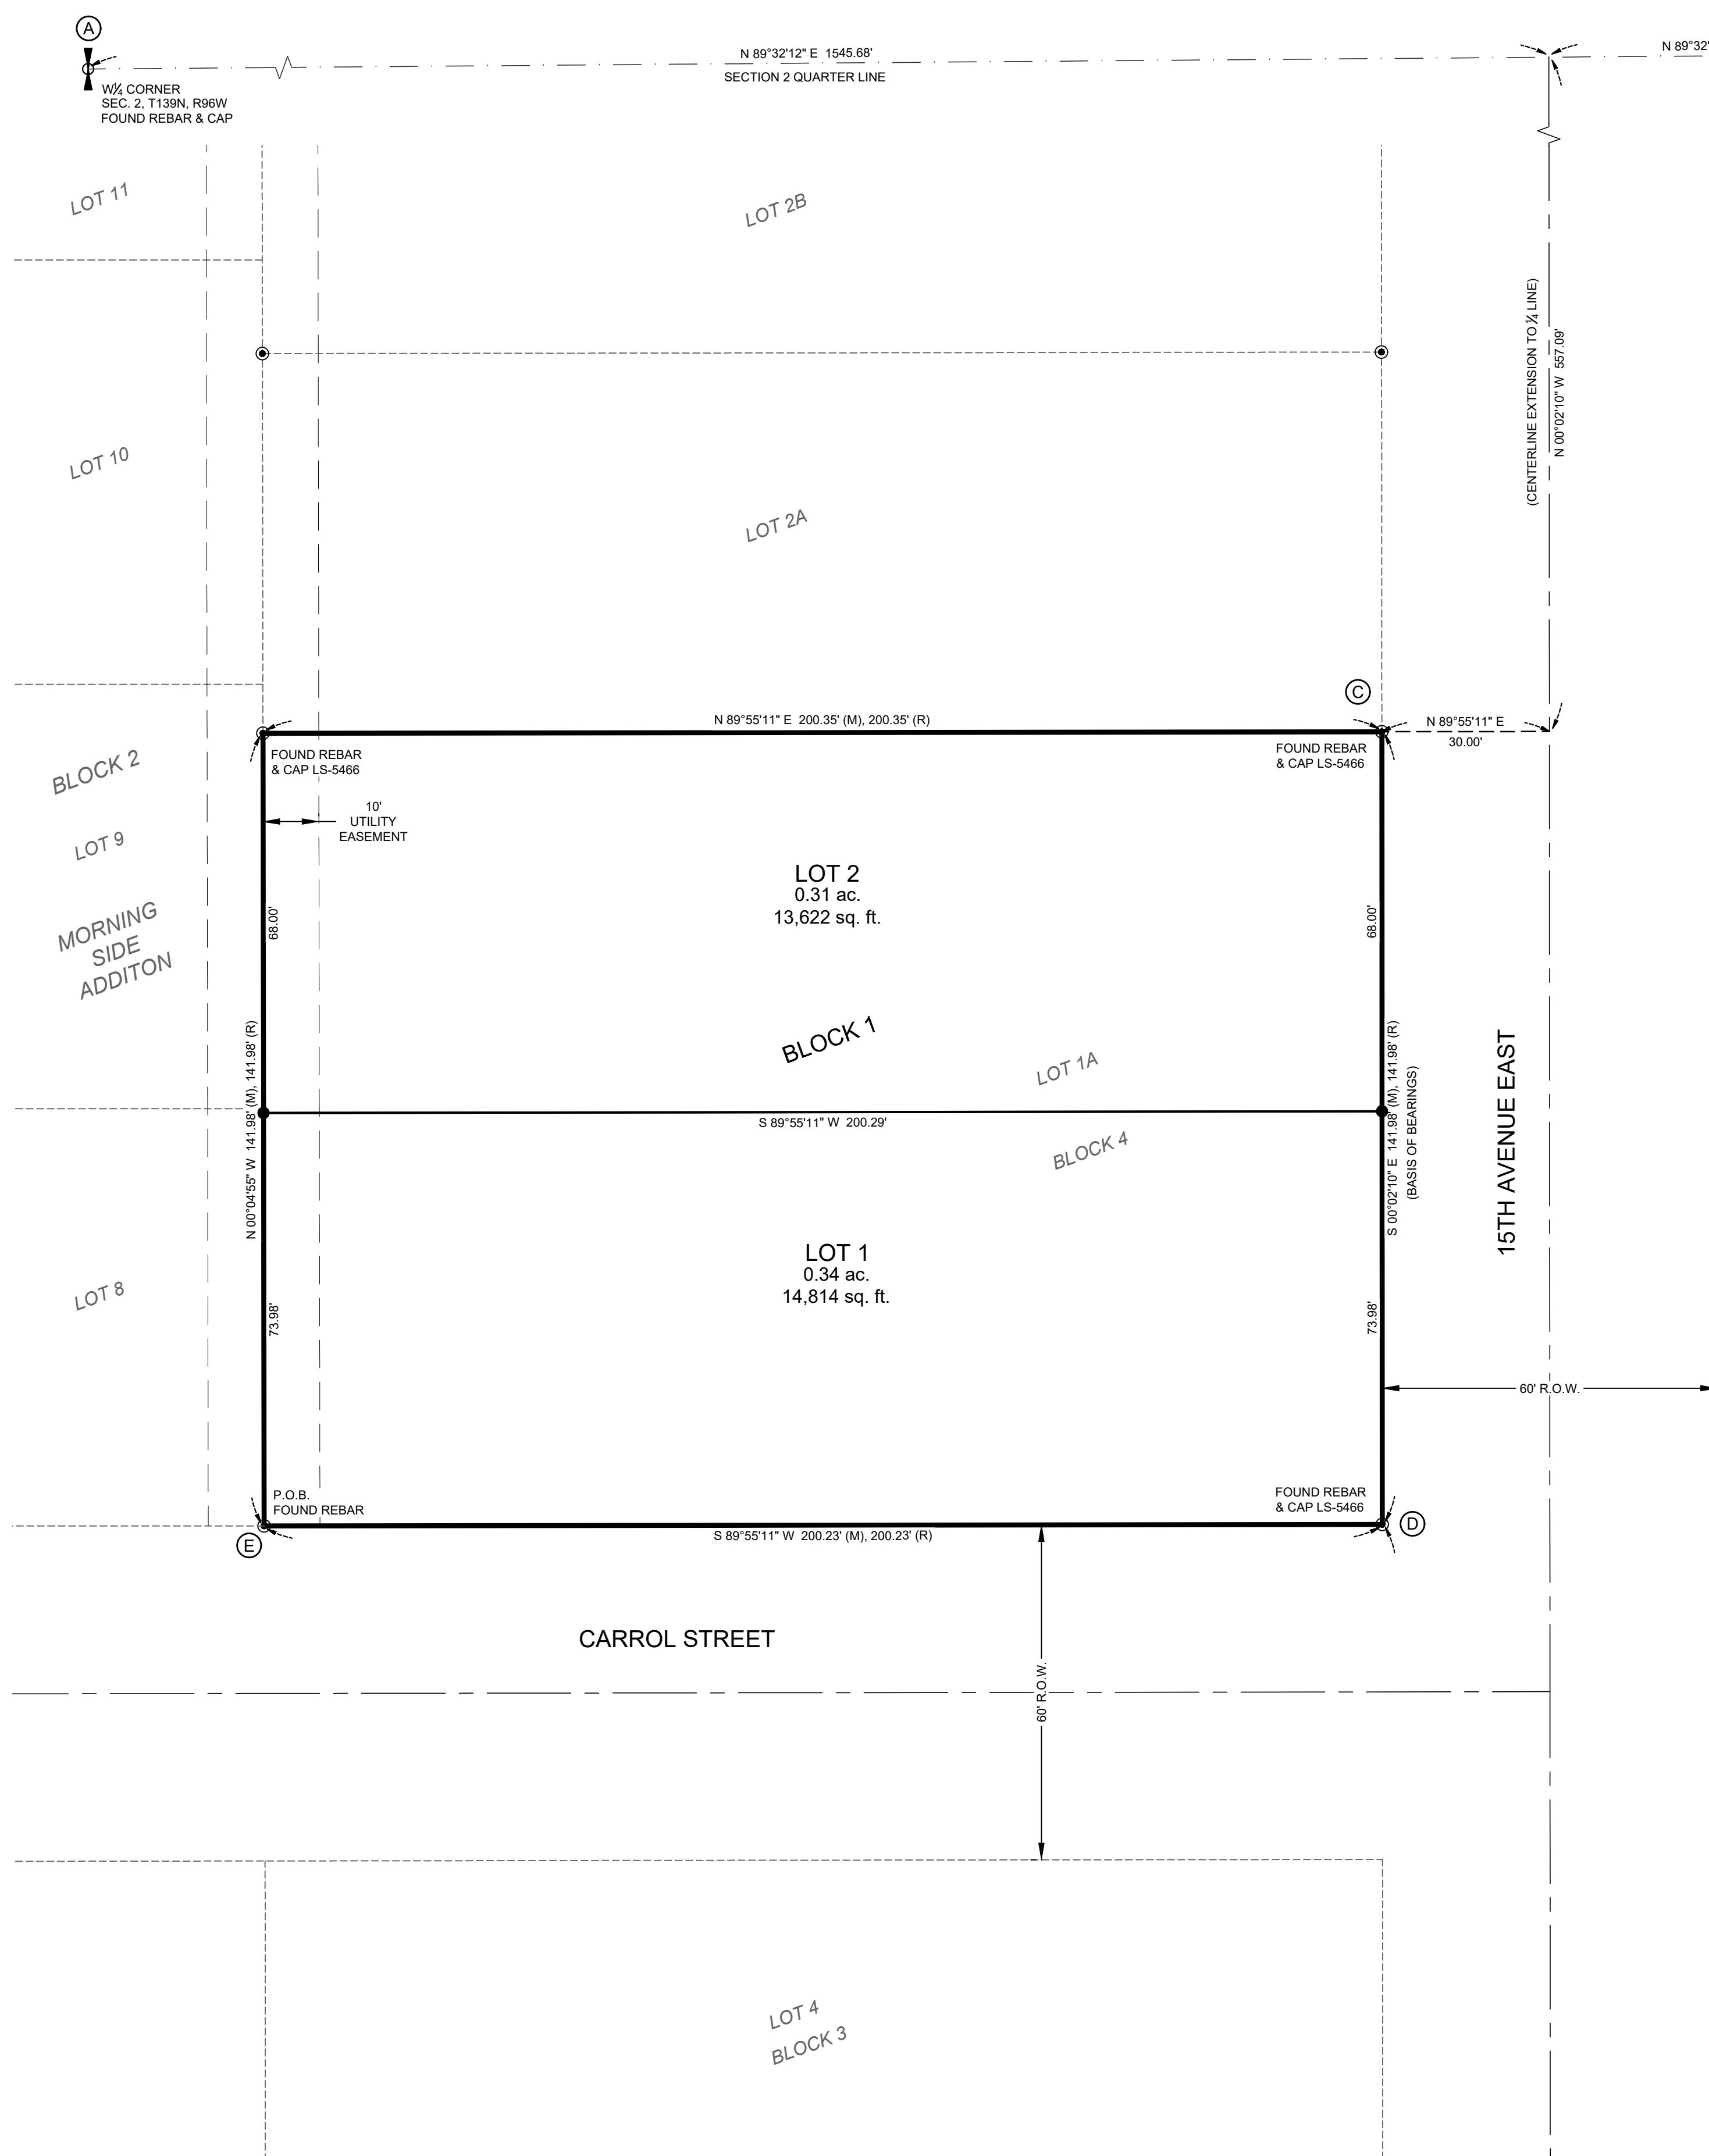 A
N 89°32'12" E 1545.68'
SECTION 2 QUARTER LINE
N 89°32'
W¼ CORNER
SEC. 2, T139N, R96W
FOUND REBAR & CAP
LOT 11
LOT 2B
(CENTERLINE EXTENSION TO ¼ LINE)
N 00°02'10" W 557.09'
LOT 10
LOT 2A
C
N 89°55'11" E 200.35' (M), 200.35' (R)
N 89°55'11" E
30.00'
FOUND REBAR
& CAP LS-5466
FOUND REBAR
& CAP LS-5466
BLOCK 2
10'
UTILITY
EASEMENT
LOT 9
LOT 2
0.31 ac.
13,622 sq. ft.
68.00'
68.00'
MORNING
SIDE
ADDITON
BLOCK 1
LOT 1A
N 00°04'55" W 141.98' (M), 141.98' (R)
S 00°02'10" E 141.98' (M), 141.98' (R)
(BASIS OF BEARINGS)
15TH AVENUE EAST
S 89°55'11" W 200.29'
BLOCK 4
LOT 1
0.34 ac.
14,814 sq. ft.
LOT 8
73.98'
73.98'
60' R.O.W.
P.O.B.
FOUND REBAR
FOUND REBAR
& CAP LS-5466
E
S 89°55'11" W 200.23' (M), 200.23' (R)
D
CARROL STREET
60' R.O.W.
LOT 4
BLOCK 3